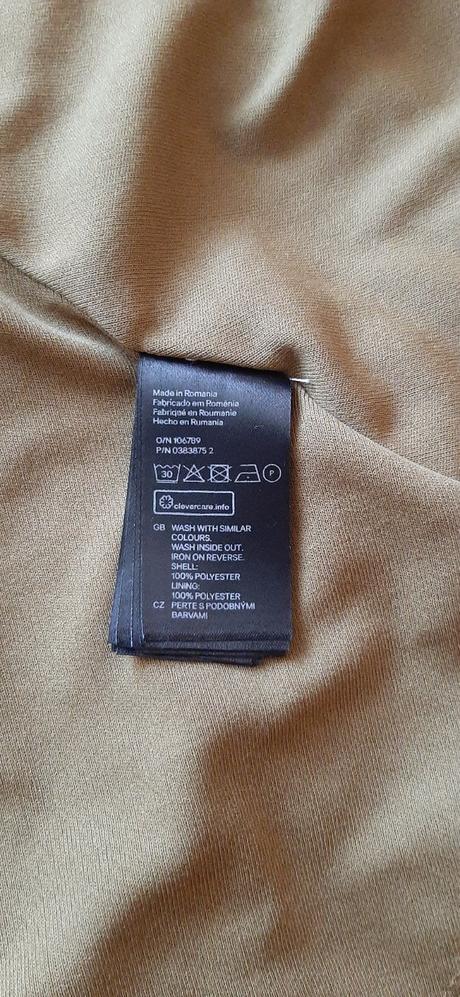 Made in Romania
Fabricado em Roménia
Fabriqué en Roumanie
Hecho en Rumania
O/N 106789
P/N 0383875 2
30
P
clevercare.info
GB WASH WITH SIMILAR
COLOURS.
WASH INSIDE OUT.
IRON ON REVERSE.
SHELL:
100% POLYESTER
LINING:
100% POLYESTER
CZ PERTE S PODOBNÝMI
BARVAMI